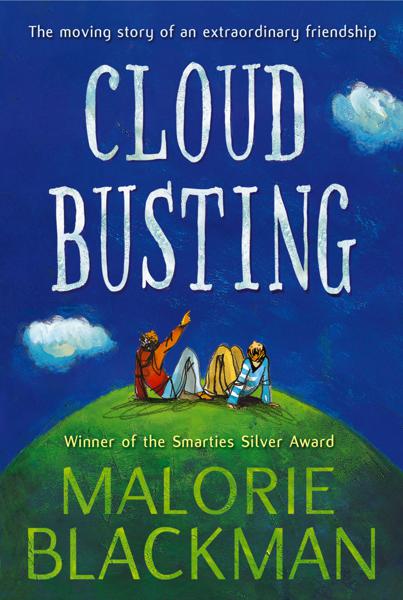 The moving story of an extraordinary friendship
CLOUD
BUSTING
Winner of the Smarties Silver Award
MALORIE
BLACKMAN